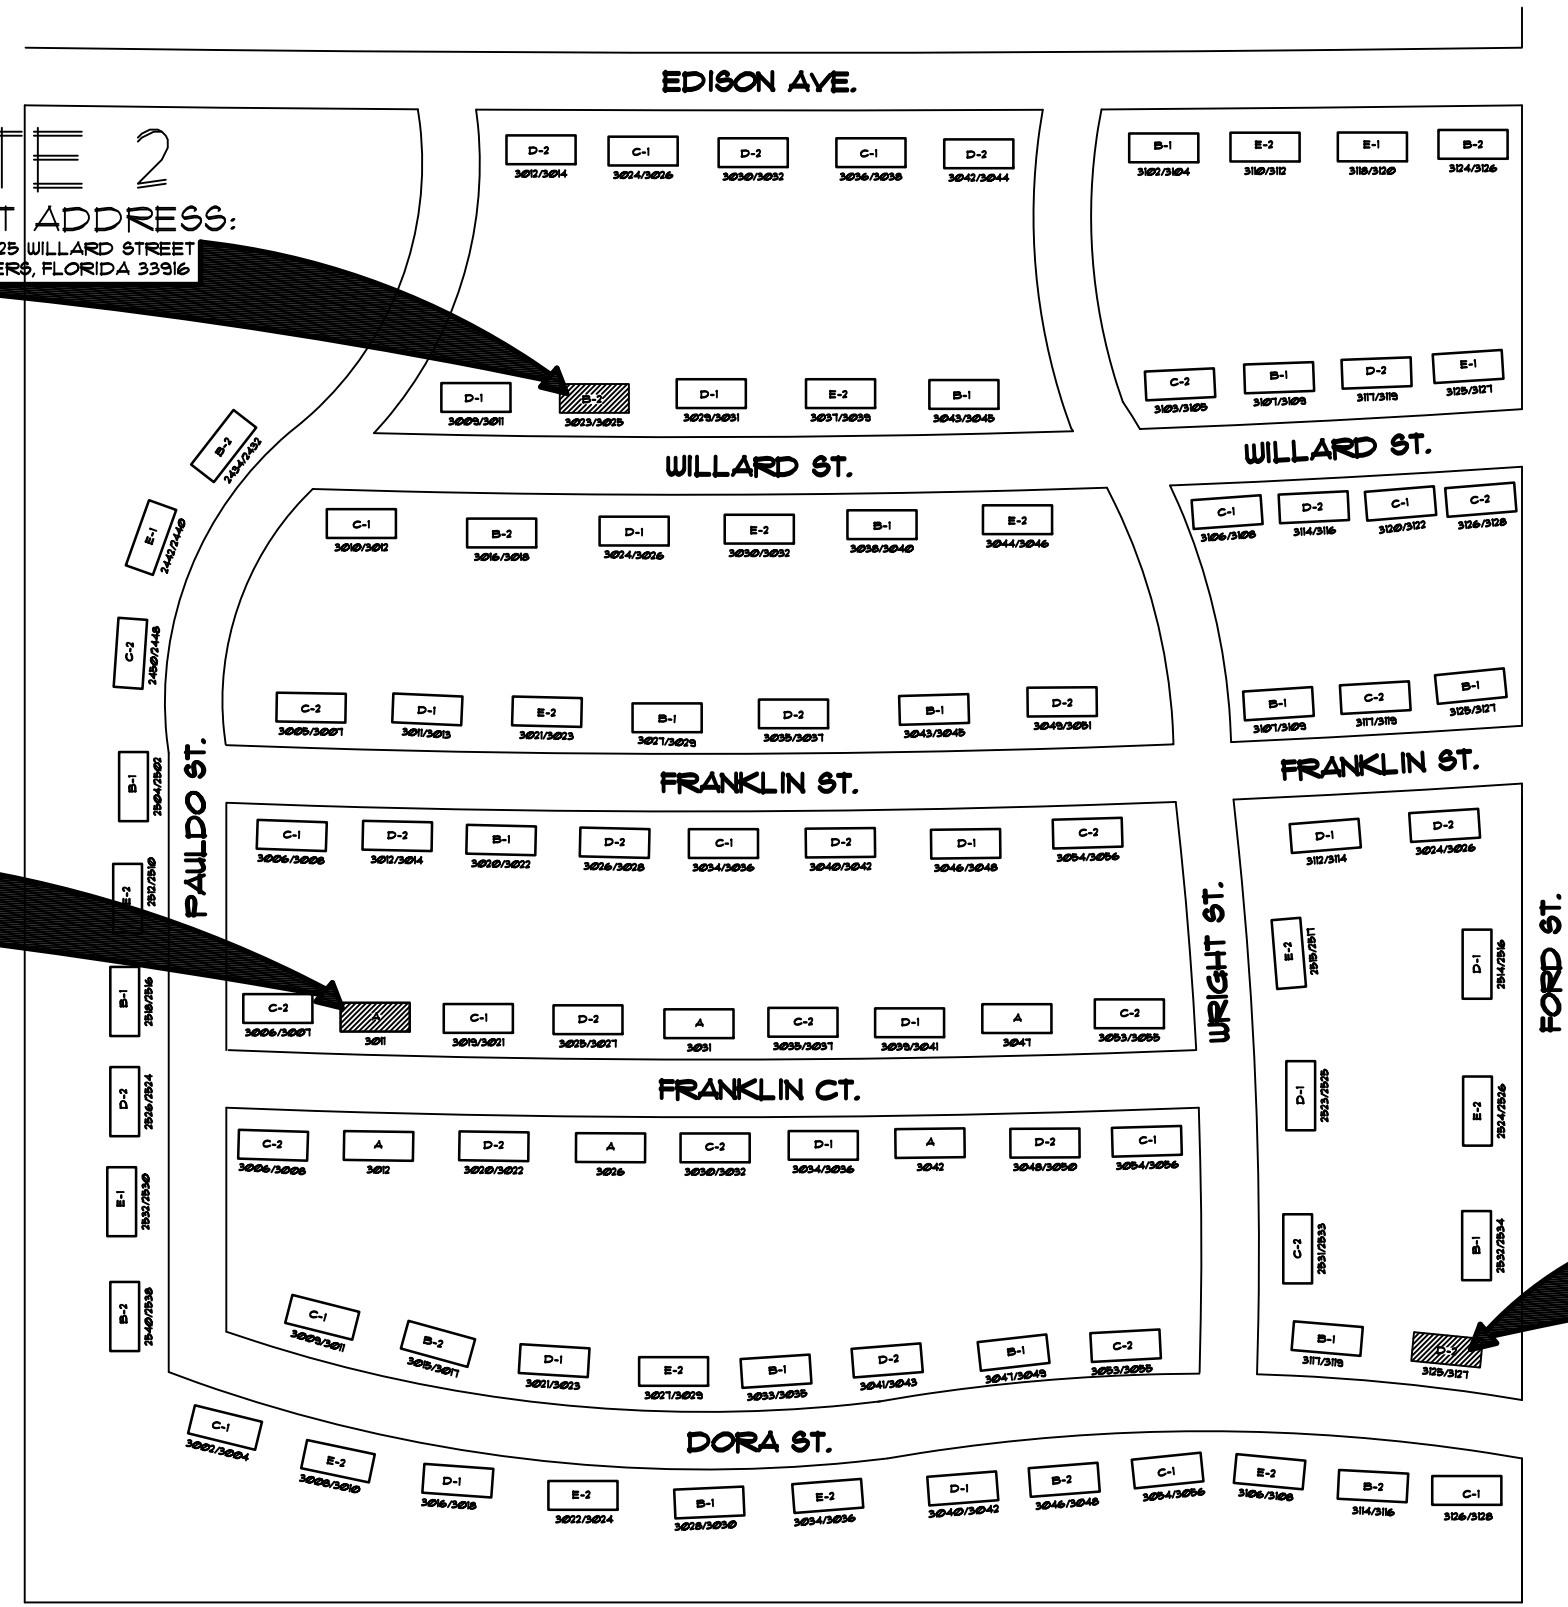 EDISON AVE.
D-2 C-1 D-2 C-1 D-2 B-1 E-2 E-1 B-2
3012/3014 3024/3026 3030/3032 3036/3038 3042/3044 3102/3104 3110/3112 3118/3120 3124/3126
TE 2
T ADDRESS:
25 WILLARD STREET
ERS, FLORIDA 33916
D-1 B-2 D-1 E-2 B-1 C-2 B-1 D-2 E-1
3009/3011 3023/3025 3029/3031 3037/3039 3043/3045 3103/3105 3107/3109 3117/3119 3125/3127
B-2
2434/2432
WILLARD ST. WILLARD ST.
C-1 B-2 D-1 E-2 B-1 E-2 C-1 D-2 C-1 C-2
3010/3012 3016/3018 3024/3026 3030/3032 3038/3040 3044/3046 3106/3108 3114/3116 3120/3122 3126/3128
E-1
2442/2440
C-2
2450/2448
C-2 D-1 E-2 B-1 D-2 B-1 D-2 B-1 C-2 B-1
3005/3007 3011/3013 3021/3023 3027/3029 3035/3037 3043/3045 3049/3051 3107/3109 3117/3119 3125/3127
B-1
2504/2502
PAULDO ST.
FRANKLIN ST. FRANKLIN ST.
C-1 D-2 B-1 D-2 C-1 D-2 D-1 C-2 D-1 D-2
3006/3008 3012/3014 3020/3022 3026/3028 3034/3036 3040/3042 3046/3048 3054/3056 3112/3114 3024/3026
E-2
2512/2510
WRIGHT ST.
E-2
2515/2517
D-1
2514/2516
FORD ST.
B-1
2518/2516
C-2 A C-1 D-2 A C-2 D-1 A C-2
3006/3007 3011 3019/3021 3025/3027 3031 3035/3037 3039/3041 3047 3053/3055
FRANKLIN CT.
D-2
2526/2524
D-1
2523/2525
E-2
2524/2526
C-2 A D-2 A C-2 D-1 A D-2 C-1
3006/3008 3012 3020/3022 3026 3030/3032 3034/3036 3042 3048/3050 3054/3056
E-1
2532/2530
C-2
2531/2533
B-1
2532/2534
B-2
2540/2538
C-1 B-2 D-1 E-2 B-1 D-2 B-1 C-2 B-1 D-2
3009/3011 3015/3017 3021/3023 3027/3029 3033/3035 3041/3043 3047/3049 3053/3055 3117/3119 3125/3127
DORA ST.
C-1 E-2 D-1 E-2 B-1 E-2 D-1 B-2 C-1 E-2 B-2 C-1
3002/3004 3008/3010 3016/3018 3022/3024 3028/3030 3034/3036 3040/3042 3046/3048 3054/3056 3106/3108 3114/3116 3126/3128